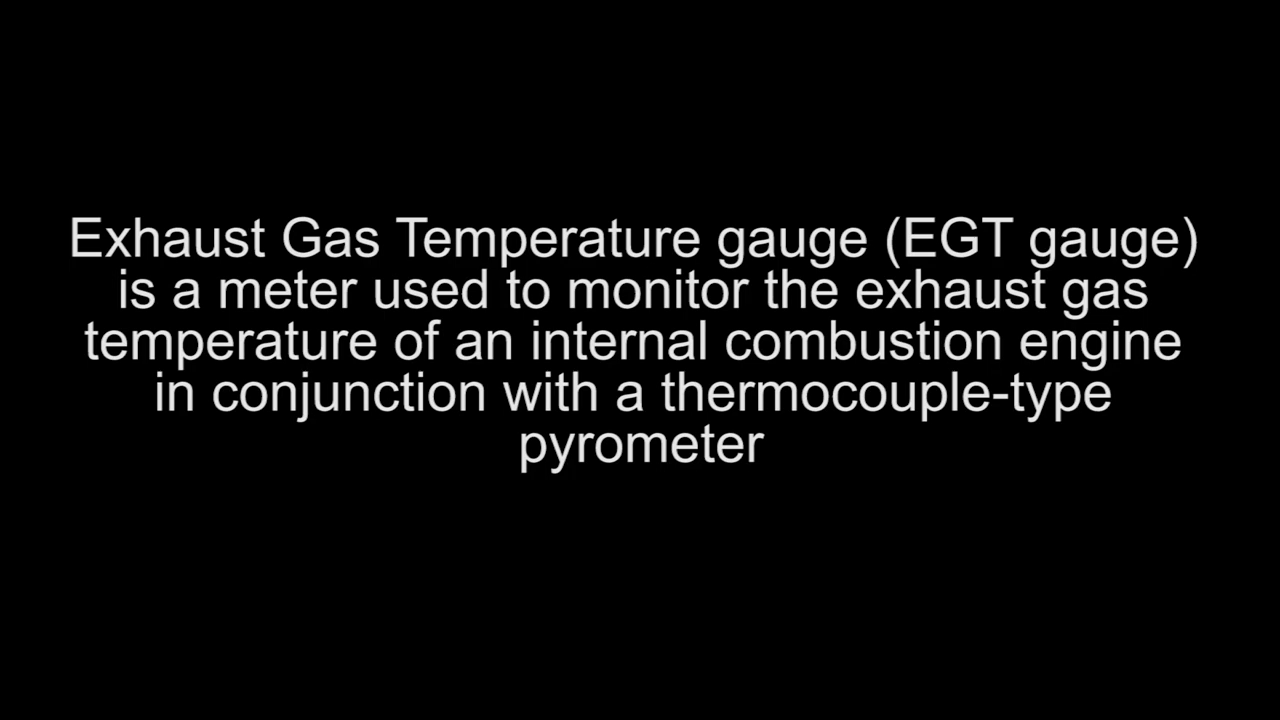 Exhaust Gas Temperature gauge (EGT gauge)
is a meter used to monitor the exhaust gas
temperature of an internal combustion engine
in conjunction with a thermocouple-type
pyrometer